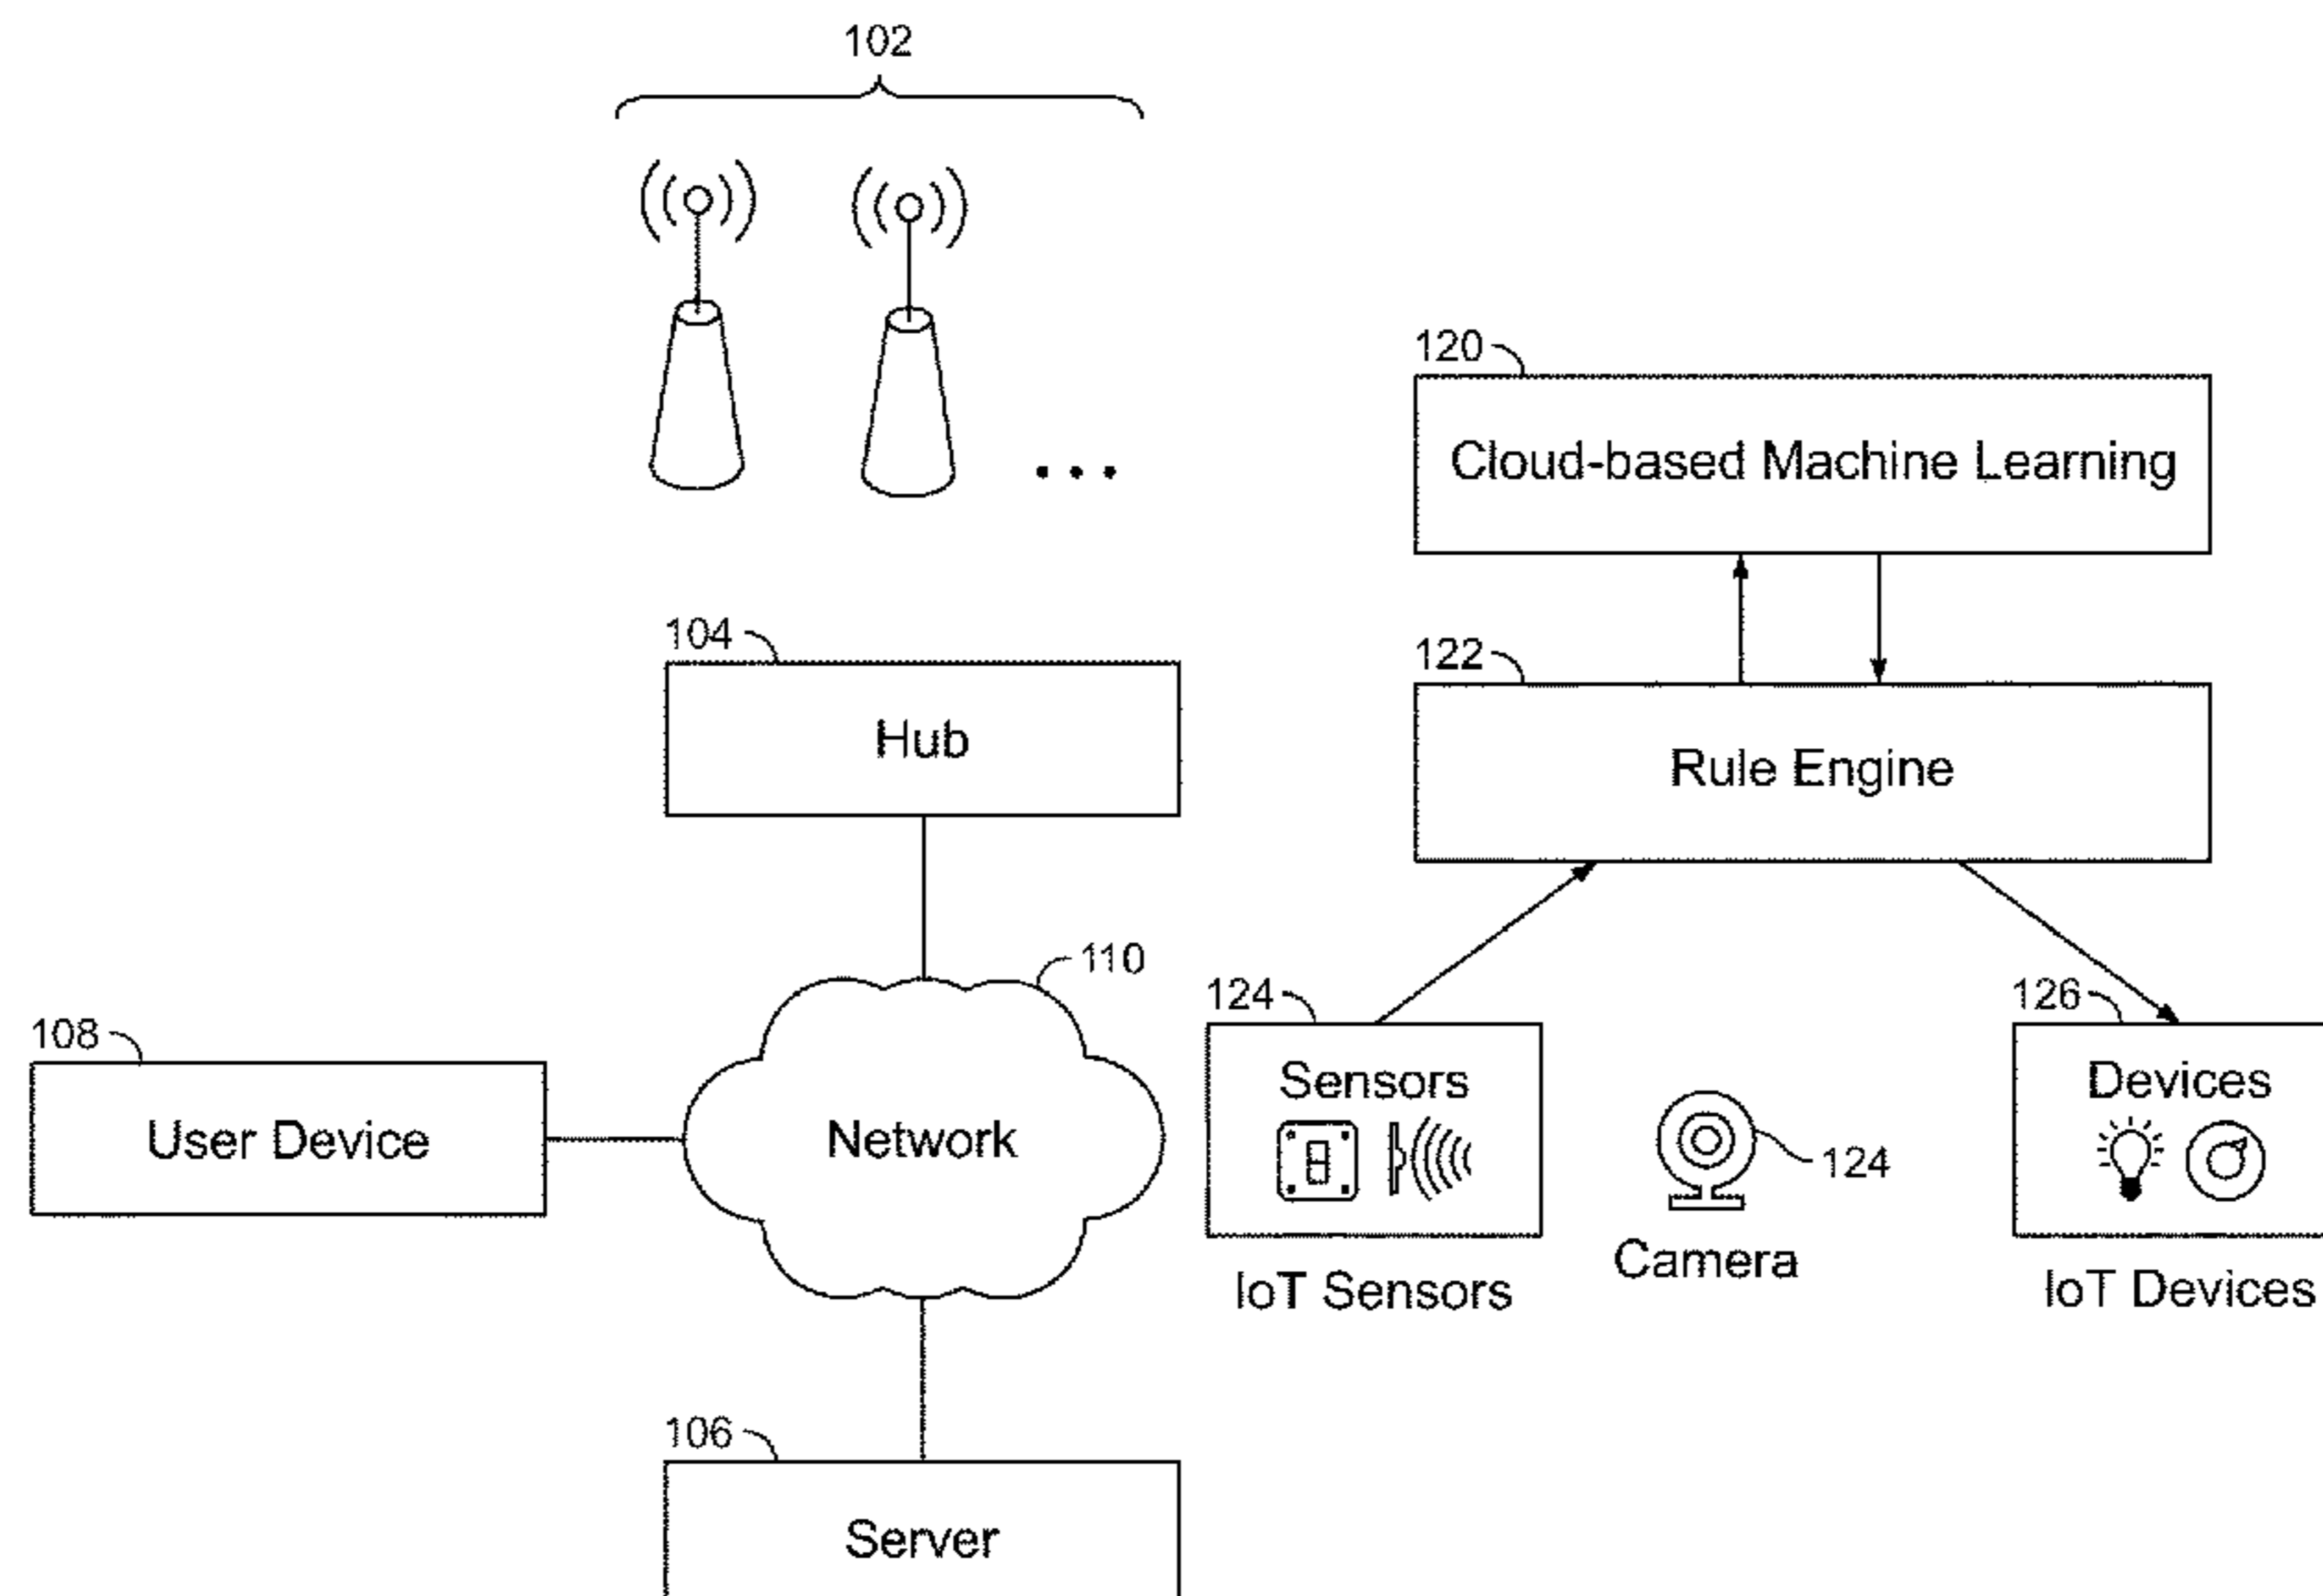 102
120
Cloud-based Machine Learning
104
122
Hub
Rule Engine
110
108
124
126
User Device
Network
Sensors
Devices
124
IoT Sensors
Camera
IoT Devices
106
Server